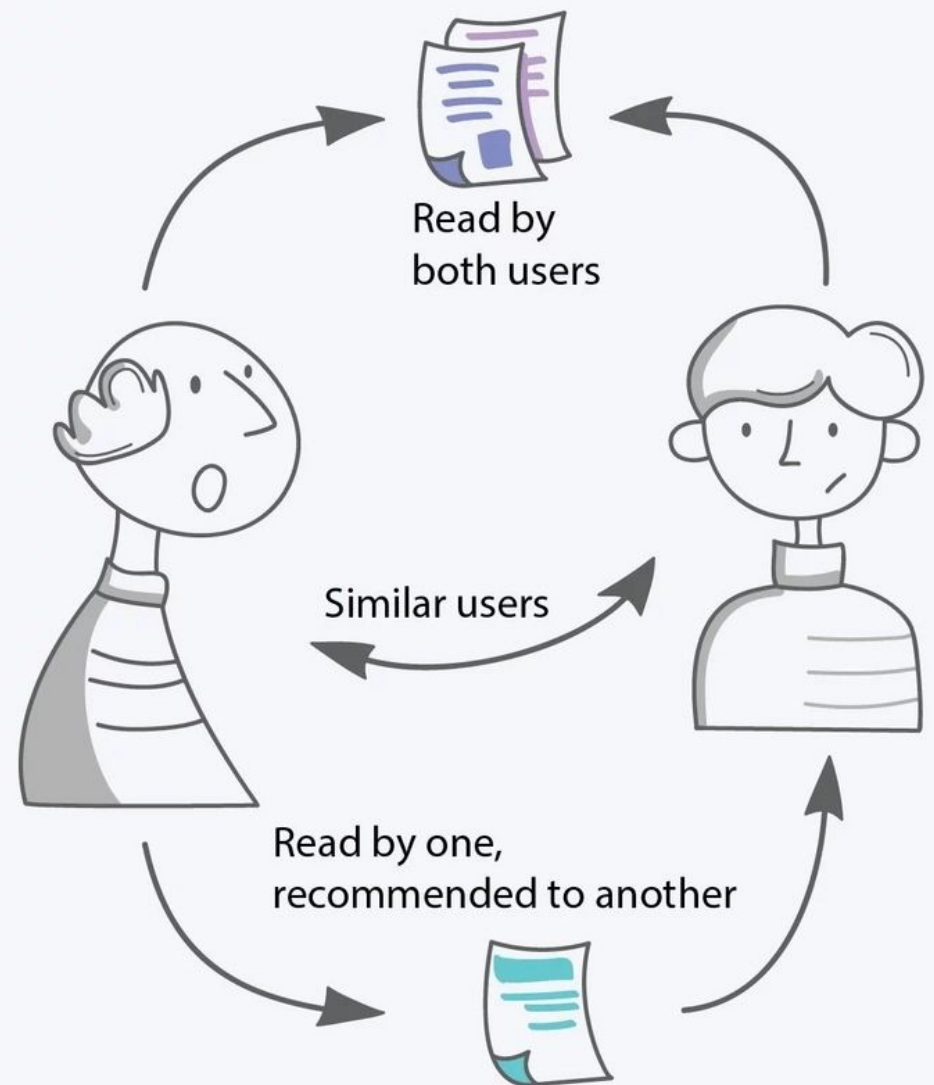 Read by
both users
Similar users
Read by one,
recommended to another